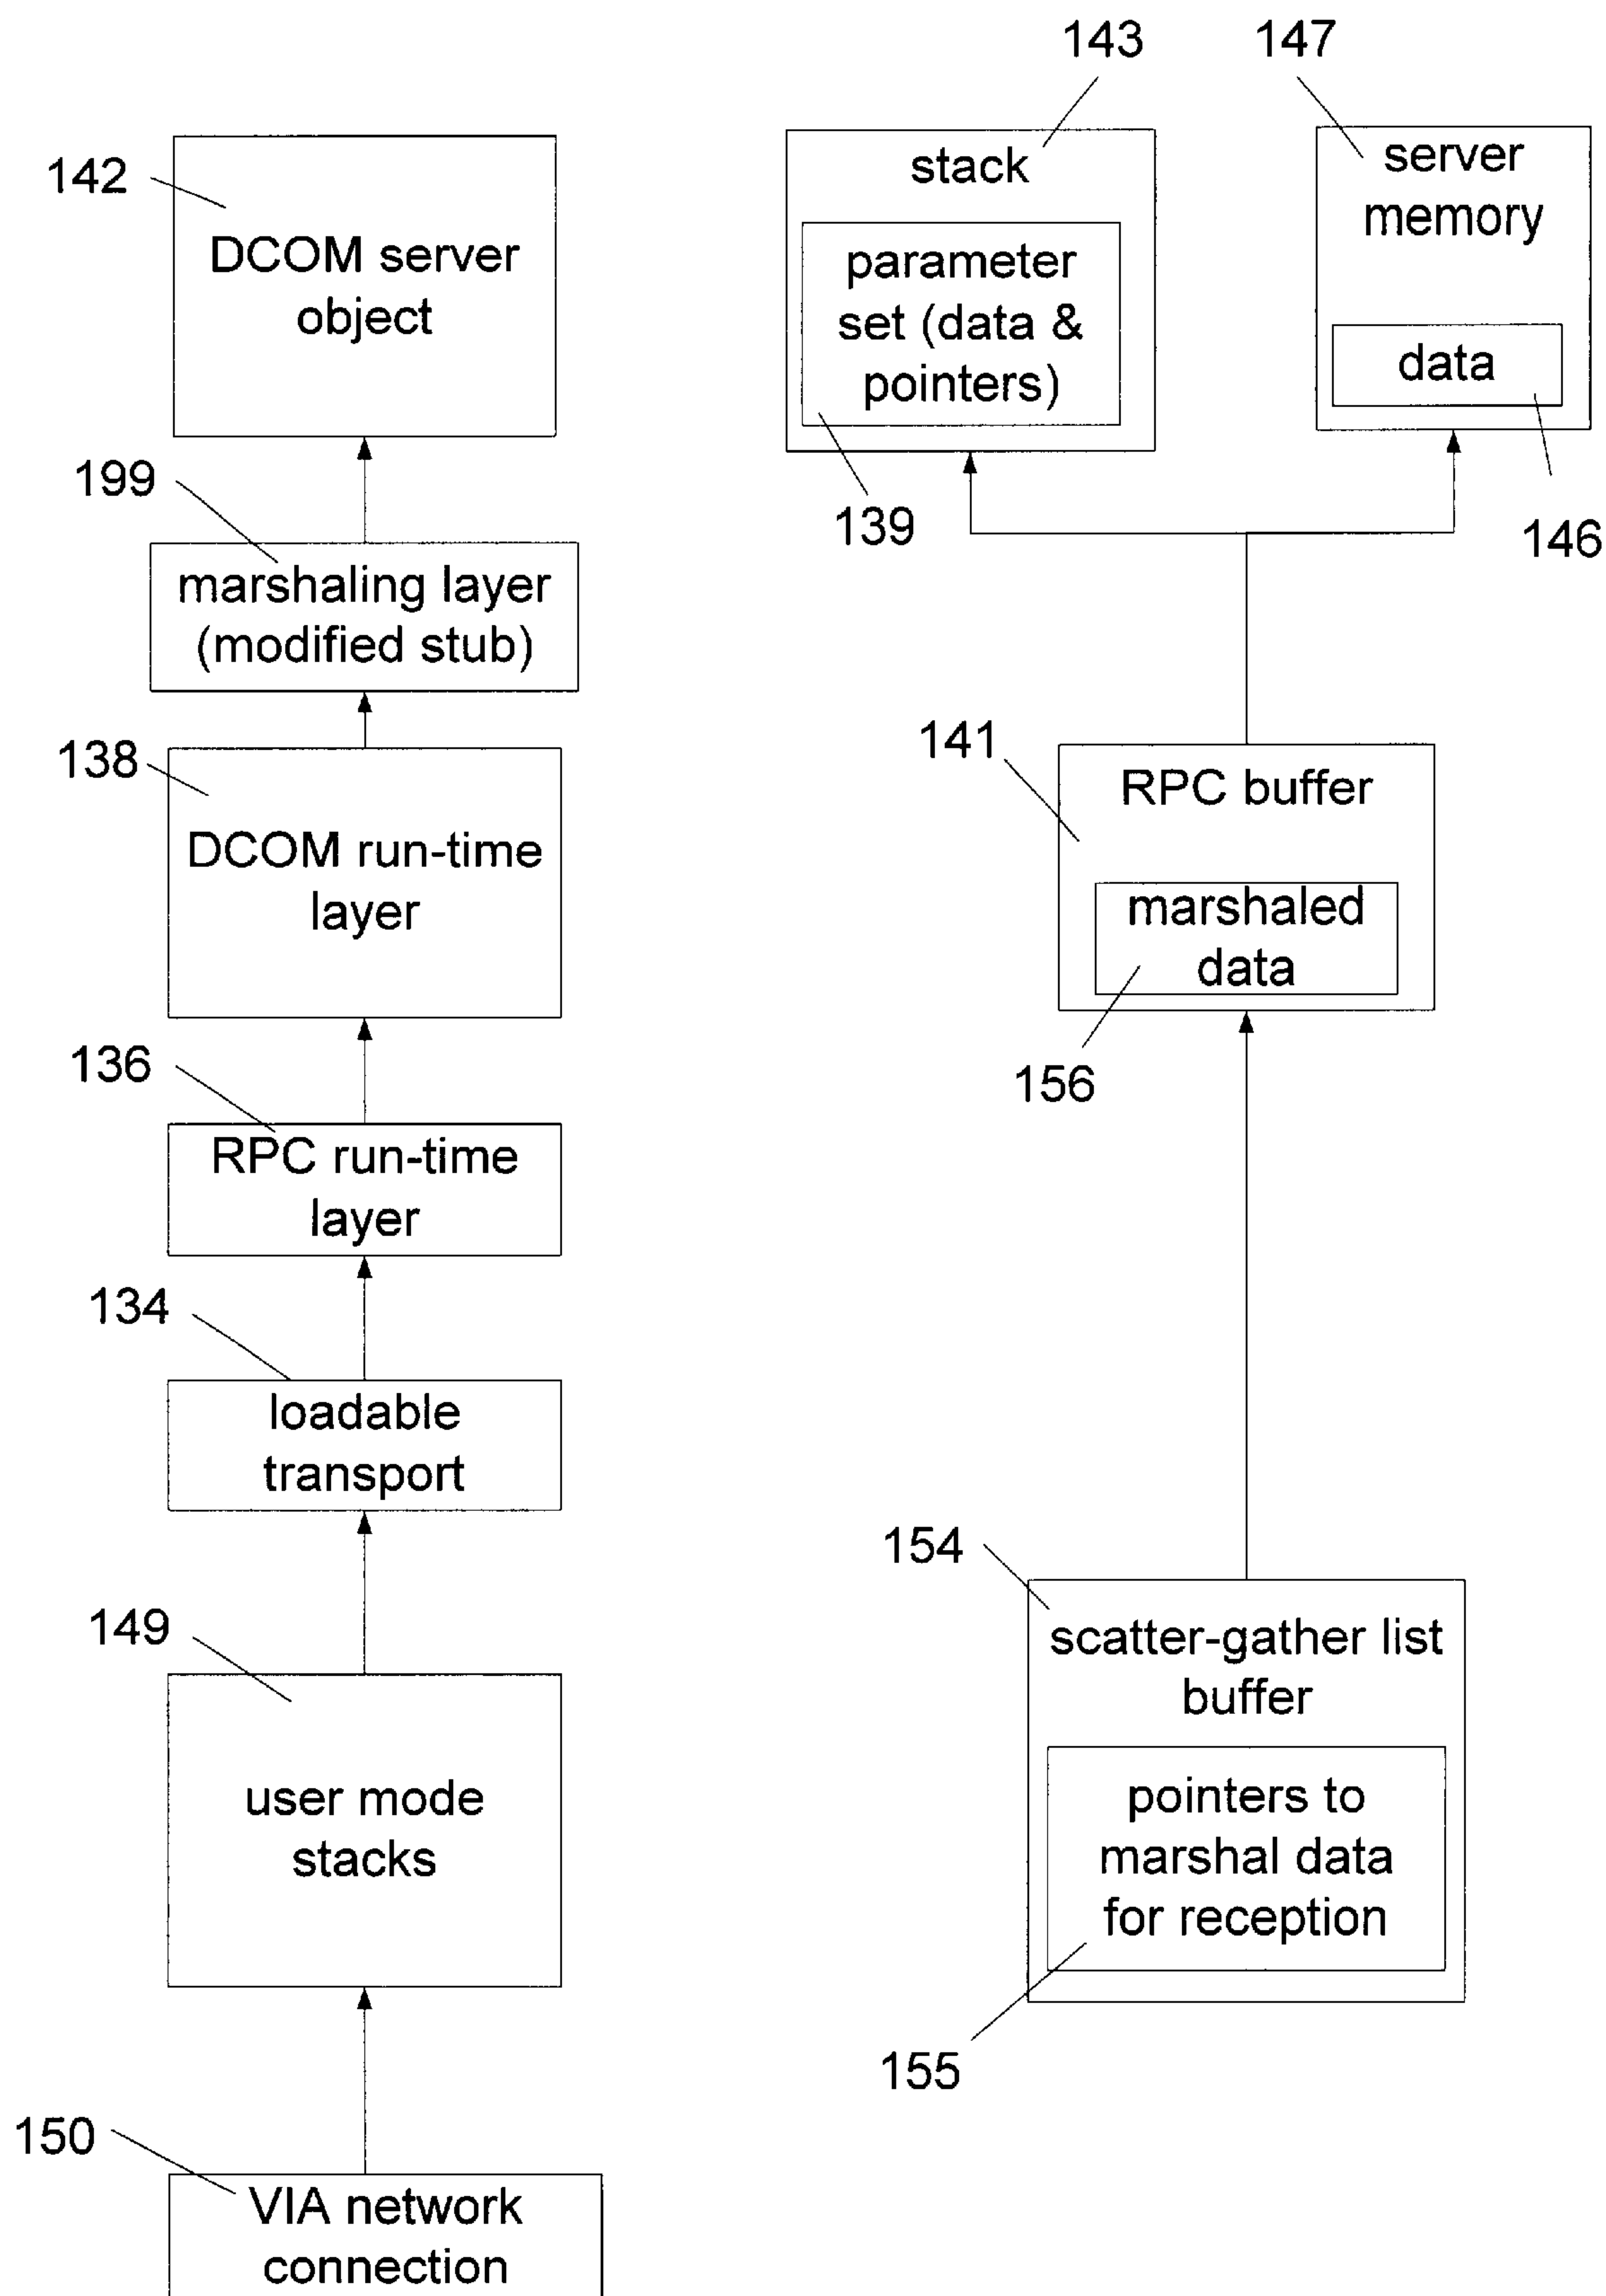 143
147
142
DCOM server
object
stack
parameter
set (data &
pointers)
server
memory
data
199
139
146
marshaling layer
(modified stub)
138
141
DCOM run-time
layer
RPC buffer
marshaled
data
136
156
RPC run-time
layer
134
loadable
transport
154
149
scatter-gather list
buffer
user mode
stacks
pointers to
marshal data
for reception
155
150
VIA network
connection